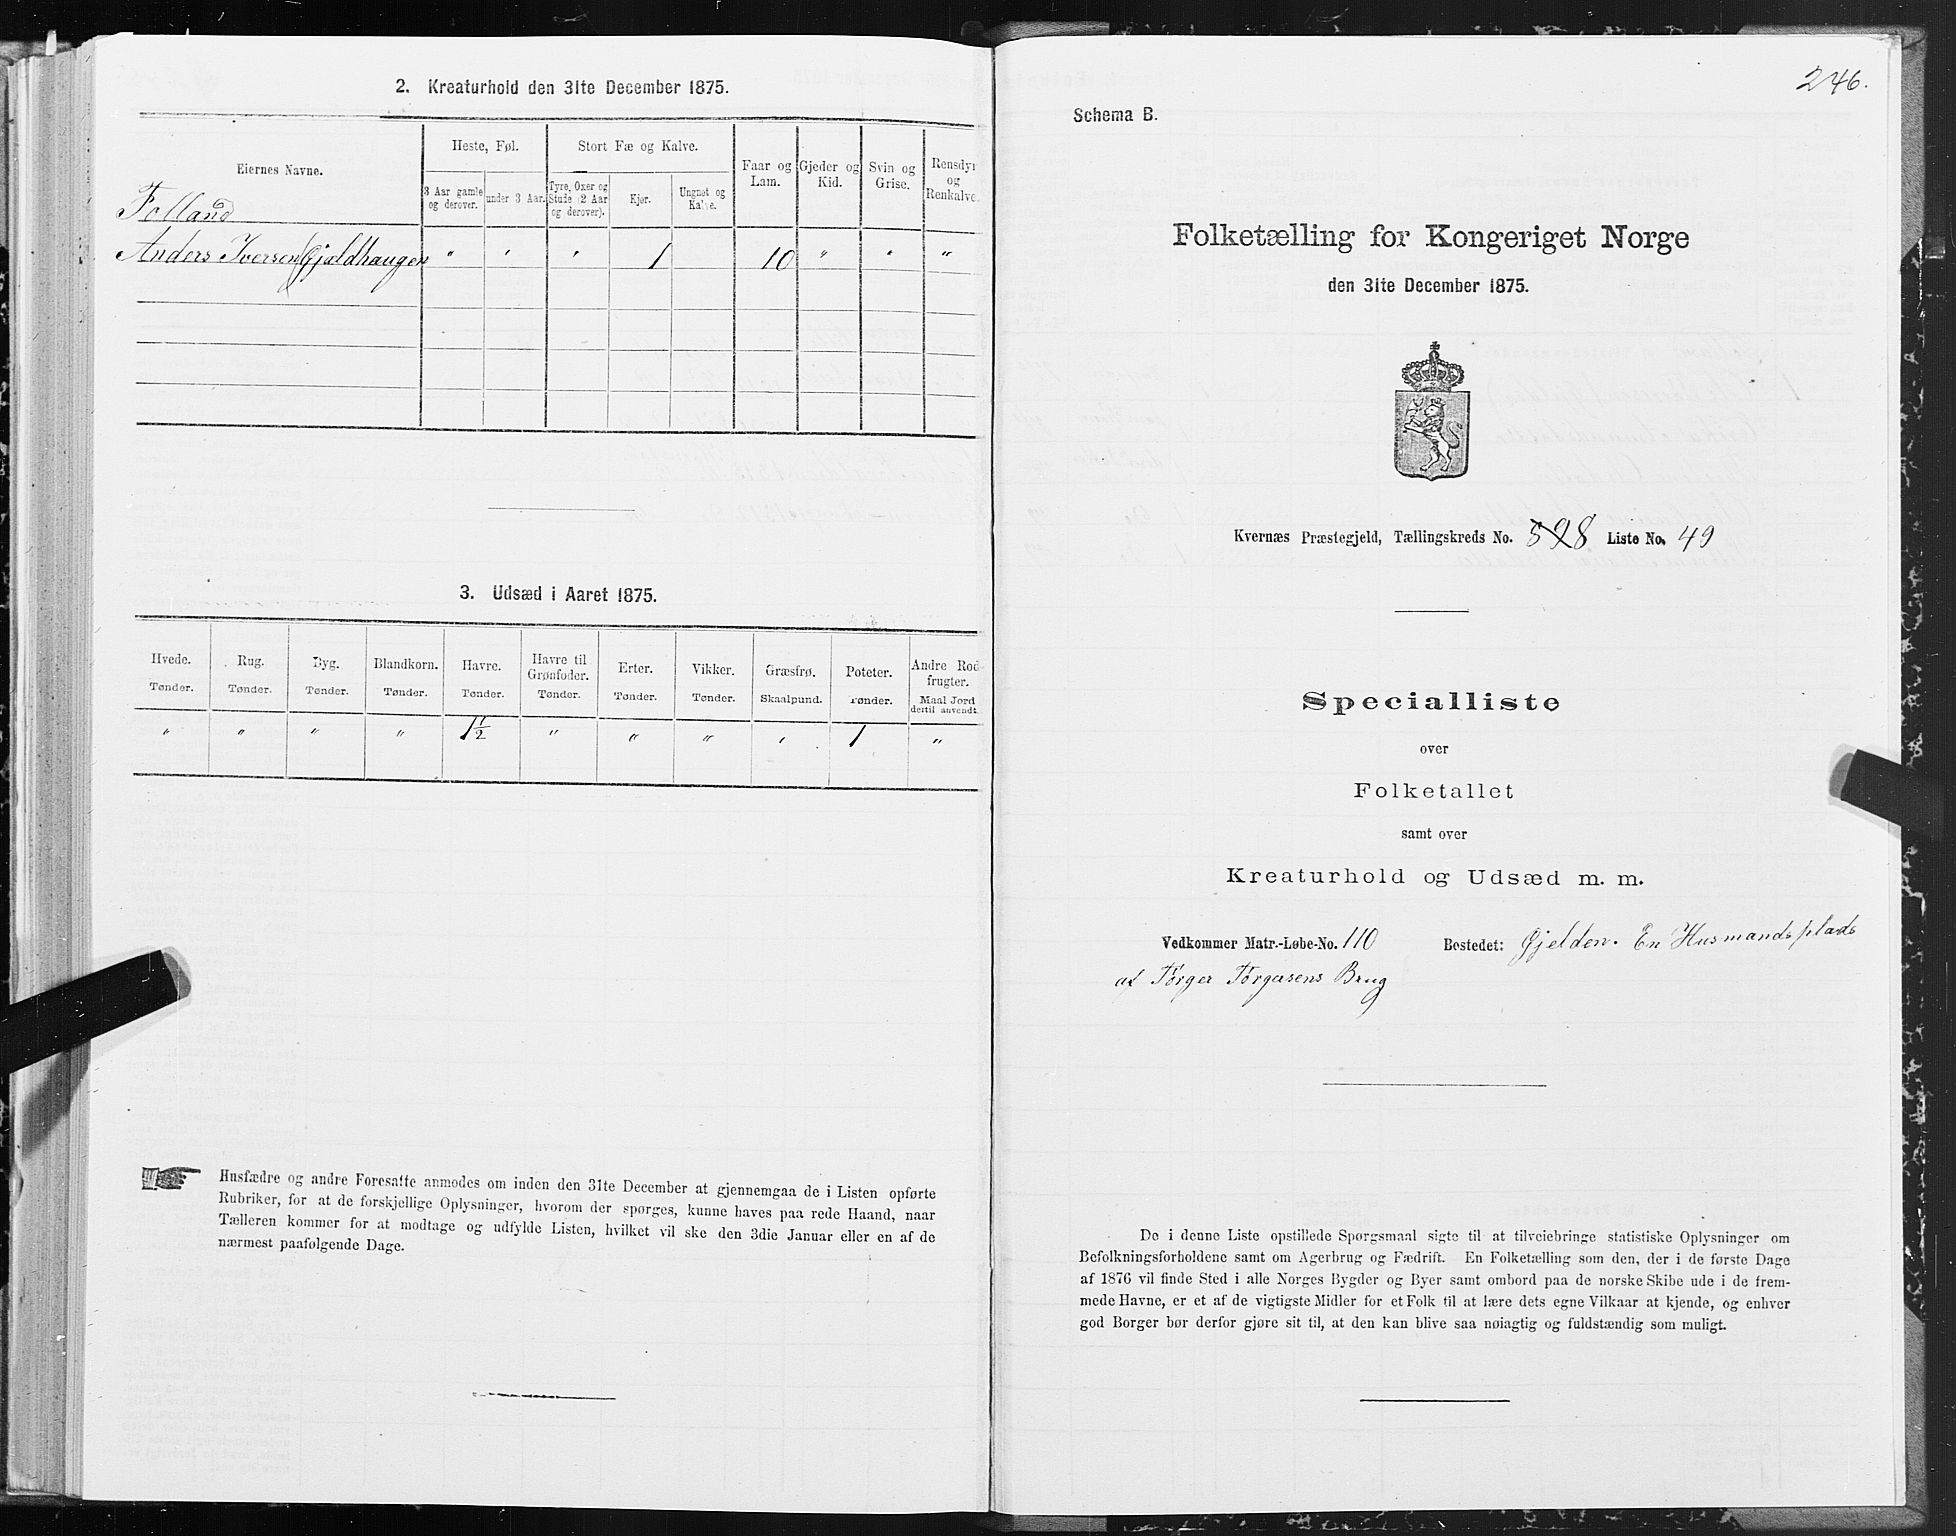 2. Kreaturhold den 31te December 1875.
Eiernes Navne.
Heste, Føl.
Stort Fæ og Kalve.
Faar og Lam.
Gjeder og Kid.
Svin og Grise.
Rensdyr og Renkalve.
3 Aar gamle og derover.
under 3 Aar.
Tyre, Oxer og Stude (2 Aar og derover).
Kjør.
Ungnøt og Kalve.
Folland
Anders Iversen (Gjeldhaugen " " " 1 10 " " "
3. Udsæd i Aaret 1875.
Hvede. Rug. Byg. Blandkorn. Havre. Havre til Grønfoder. Erter. Vikker. Græsfrø. Poteter. Andre Rodfrugter.
Tønder. Tønder. Tønder. Tønder. Tønder. Tønder. Tønder. Tønder. Skaalpund. Tønder. Maal Jord dertil anvendt.
" " " " 1 1/2 " " " " 1 "
Husfædre og andre Foresatte anmodes om inden den 31te December at gjennemgaa de i Listen opførte
Rubriker, for at de forskjellige Oplysninger, hvorom der spørges, kunne haves paa rede Haand, naar
Tælleren kommer for at modtage og udfylde Listen, hvilket vil ske den 3die Januar eller en af de
nærmest paafølgende Dage.
246.
Schema B.
Folketælling for Kongeriget Norge
den 31te December 1875.
Kvernæs Præstegjeld, Tællingskreds No. 8 Liste No. 49
Specialliste
over
Folketallet
samt over
Kreaturhold og Udsæd m. m.
Vedkommer Matr.-Løbe-No. 110 Bostedet: Gjelden. En Husmandsplads
af Tørger Tørgersens Brug
De i denne Liste opstillede Spørgsmaal sigte til at tilveiebringe statistiske Oplysninger om
Befolkningsforholdene samt om Agerbrug og Fædrift. En Folketælling som den, der i de første Dage
af 1876 vil finde Sted i alle Norges Bygder og Byer samt ombord paa de norske Skibe ude i de frem-
mede Havne, er et af de vigtigste Midler for et Folk til at lære dets egne Vilkaar at kjende, og enhver
god Borger bør derfor gjøre sit til, at den kan blive saa nøiagtig og fuldstændig som muligt.